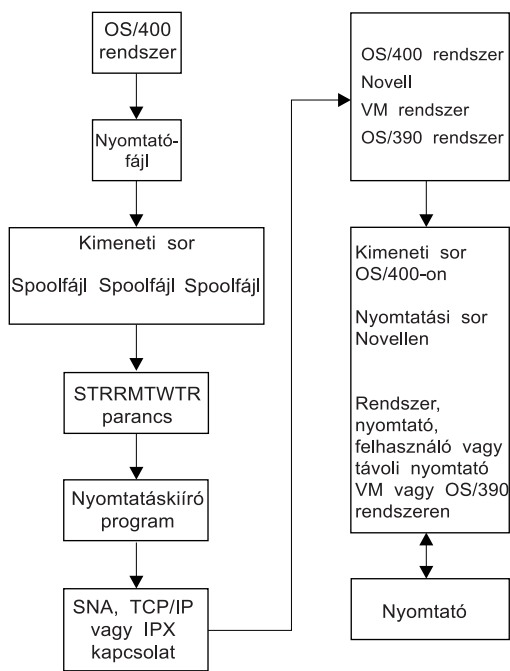 OS/400
rendszer
Nyomtató-
fájl
Kimeneti sor
Spoolfájl Spoolfájl Spoolfájl
STRRMTWTR
parancs
Nyomtatáskiíró
program
SNA, TCP/IP
vagy IPX
kapcsolat
OS/400 rendszer
Novell
VM rendszer
OS/390 rendszer
Kimeneti sor
OS/400-on
Nyomtatási sor
Novellen
Rendszer,
nyomtató,
felhasználó vagy
távoli nyomtató
VM vagy OS/390
rendszeren
Nyomtató